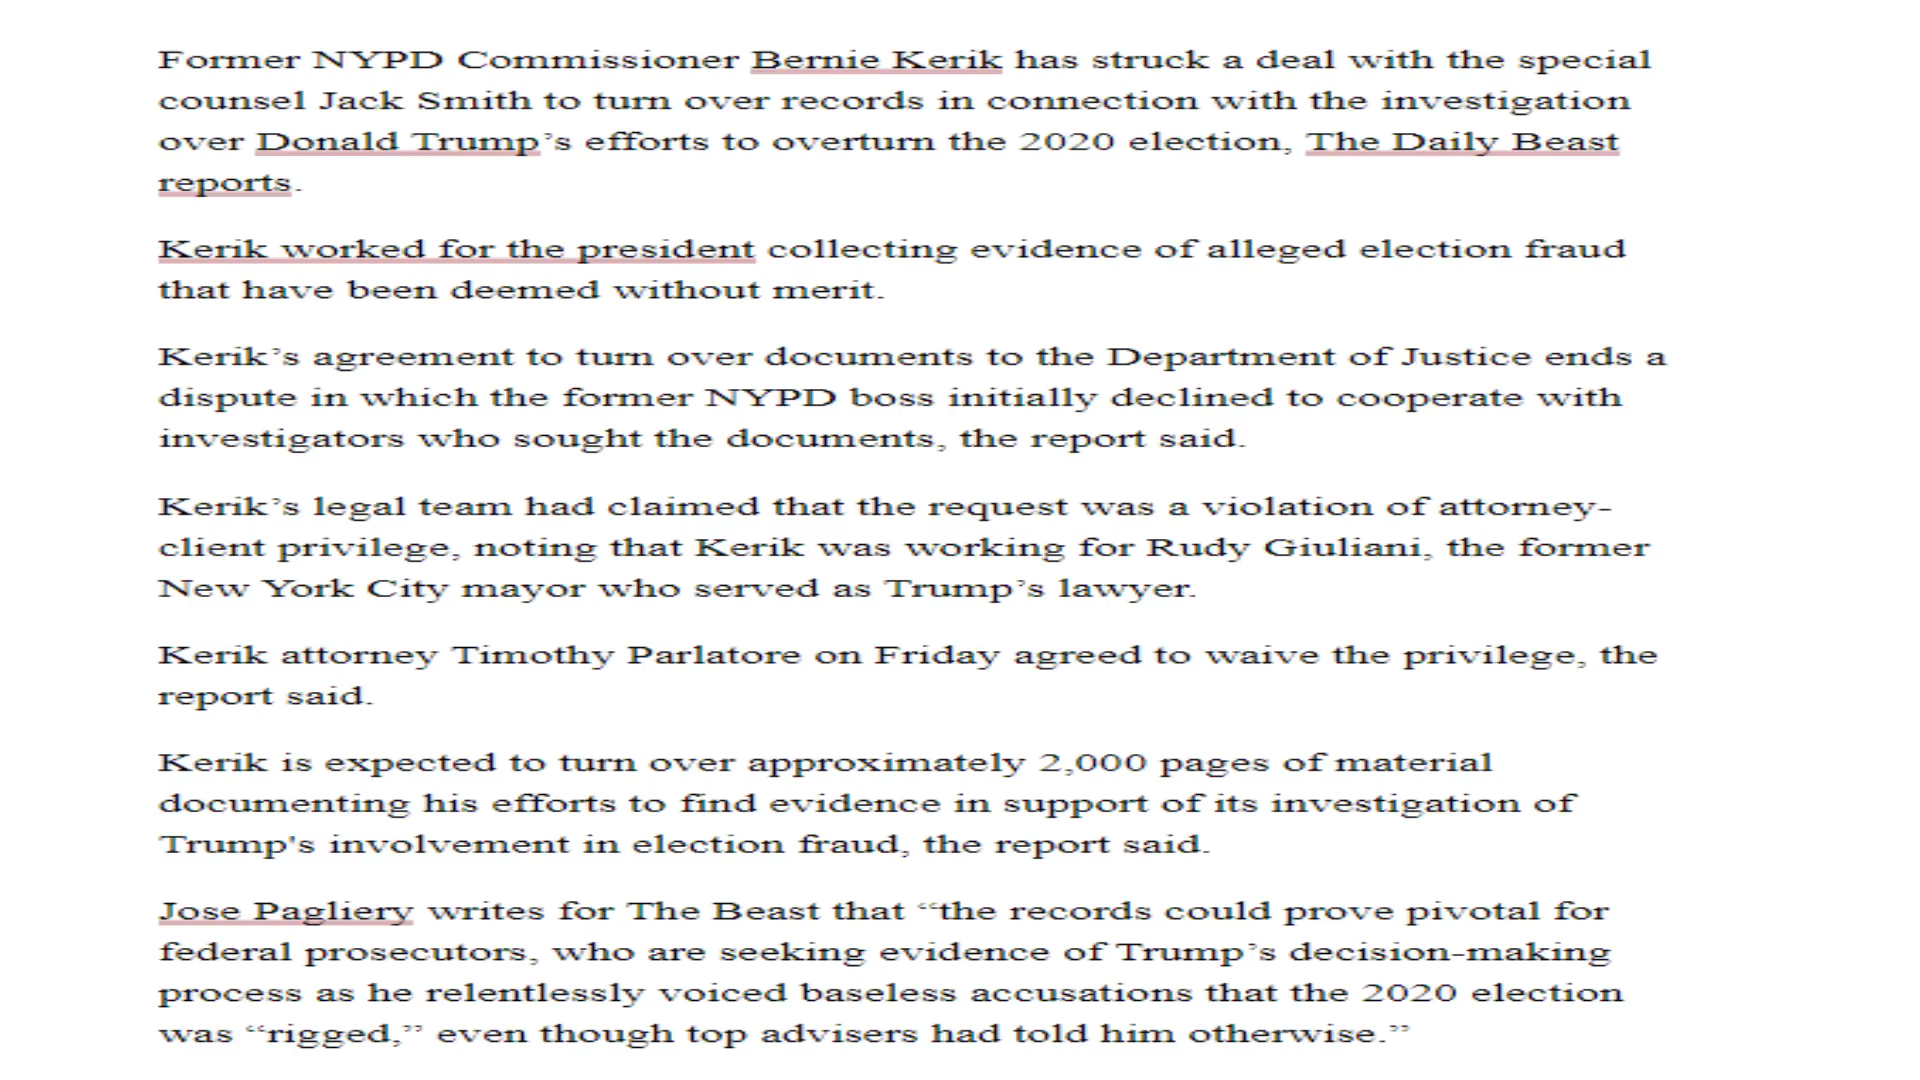 Former NYPD Commissioner Bernie Kerik has struck a deal with the special
counsel Jack Smith to turn over records in connection with the investigation
over Donald Trump’s efforts to overturn the 2020 election, The Daily Beast
reports.
Kerik worked for the president collecting evidence of alleged election fraud
that have been deemed without merit.
Kerik’s agreement to turn over documents to the Department of Justice ends a
dispute in which the former NYPD boss initially declined to cooperate with
investigators who sought the documents, the report said.
Kerik’s legal team had claimed that the request was a violation of attorney-
client privilege, noting that Kerik was working for Rudy Giuliani, the former
New York City mayor who served as Trump’s lawyer.
Kerik attorney Timothy Parlatore on Friday agreed to waive the privilege, the
report said.
Kerik is expected to turn over approximately 2,000 pages of material
documenting his efforts to find evidence in support of its investigation of
Trump's involvement in election fraud, the report said.
Jose Pagliery writes for The Beast that “the records could prove pivotal for
federal prosecutors, who are seeking evidence of Trump’s decision-making
process as he relentlessly voiced baseless accusations that the 2020 election
was “rigged,” even though top advisers had told him otherwise.”